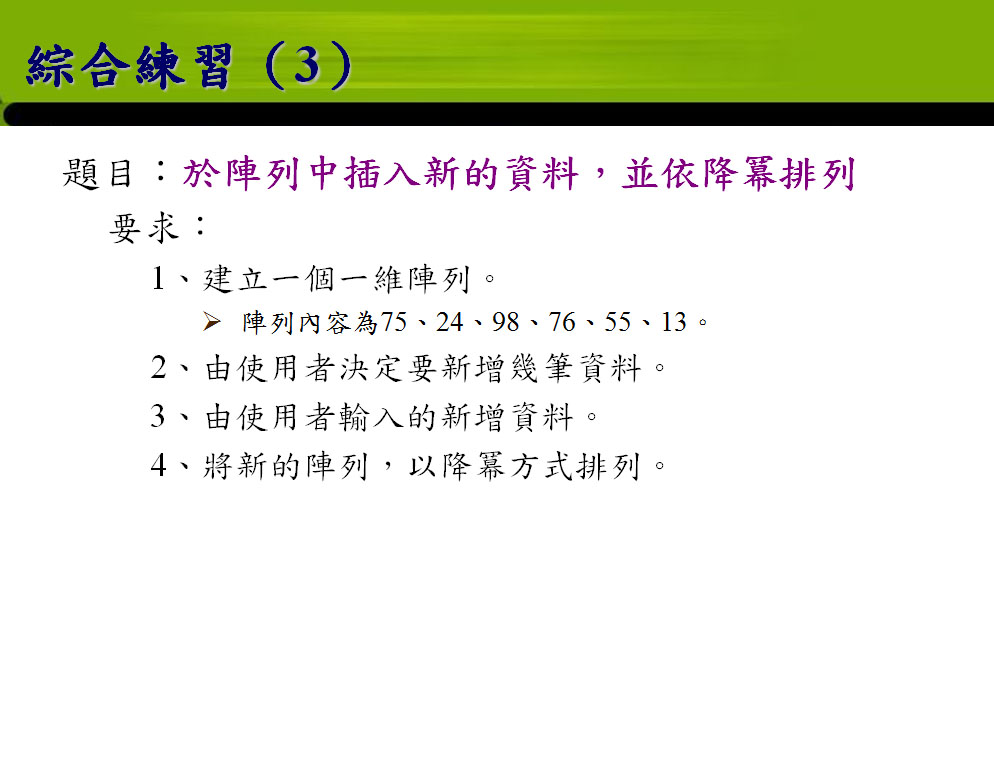 綜合練習（3）
題目：於陣列中插入新的資料，並依降冪排列
要求：
1、建立一個一維陣列。
陣列內容為75、24、98、76、55、13。
2、由使用者決定要新增幾筆資料。
3、由使用者輸入的新增資料。
4、將新的陣列，以降冪方式排列。